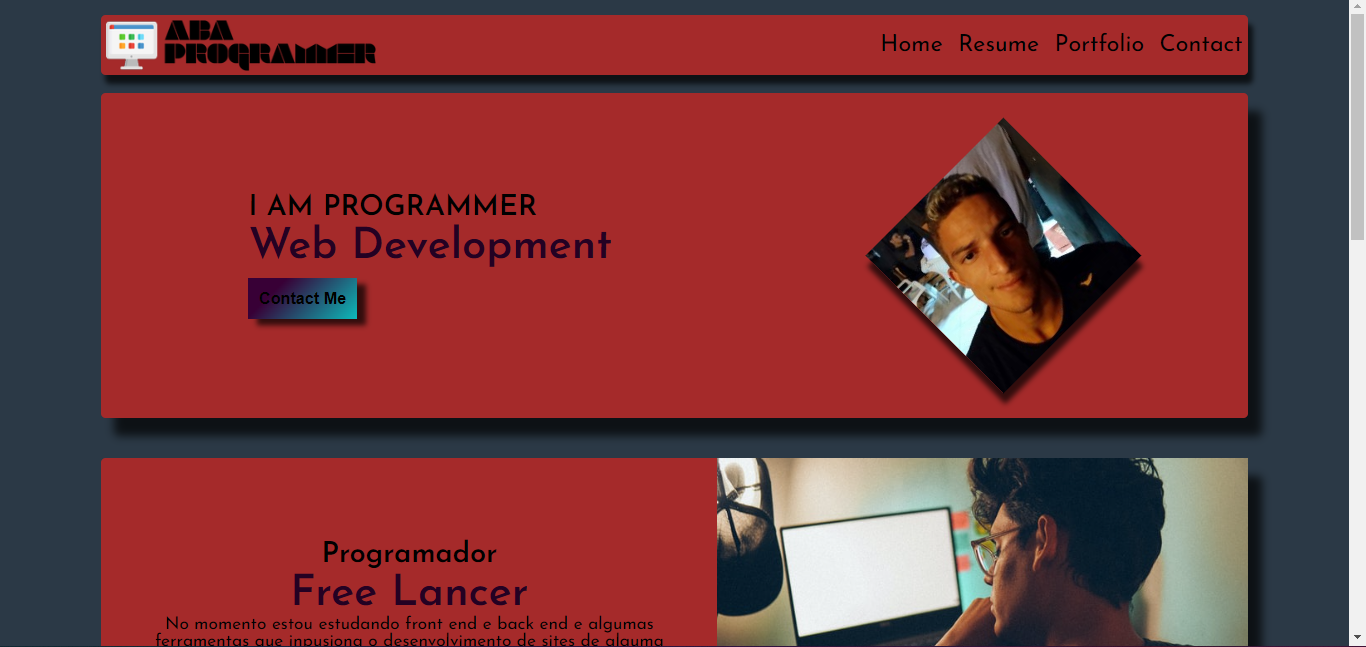 ABA
PROGRAMMER
Home Resume Portfolio Contact
I AM PROGRAMMER
Web Development
Contact Me
Programador
Free Lancer
No momento estou estudando front end e back end e algumas
ferramentas que inpusiona o desenvolvimento de sites de alguma